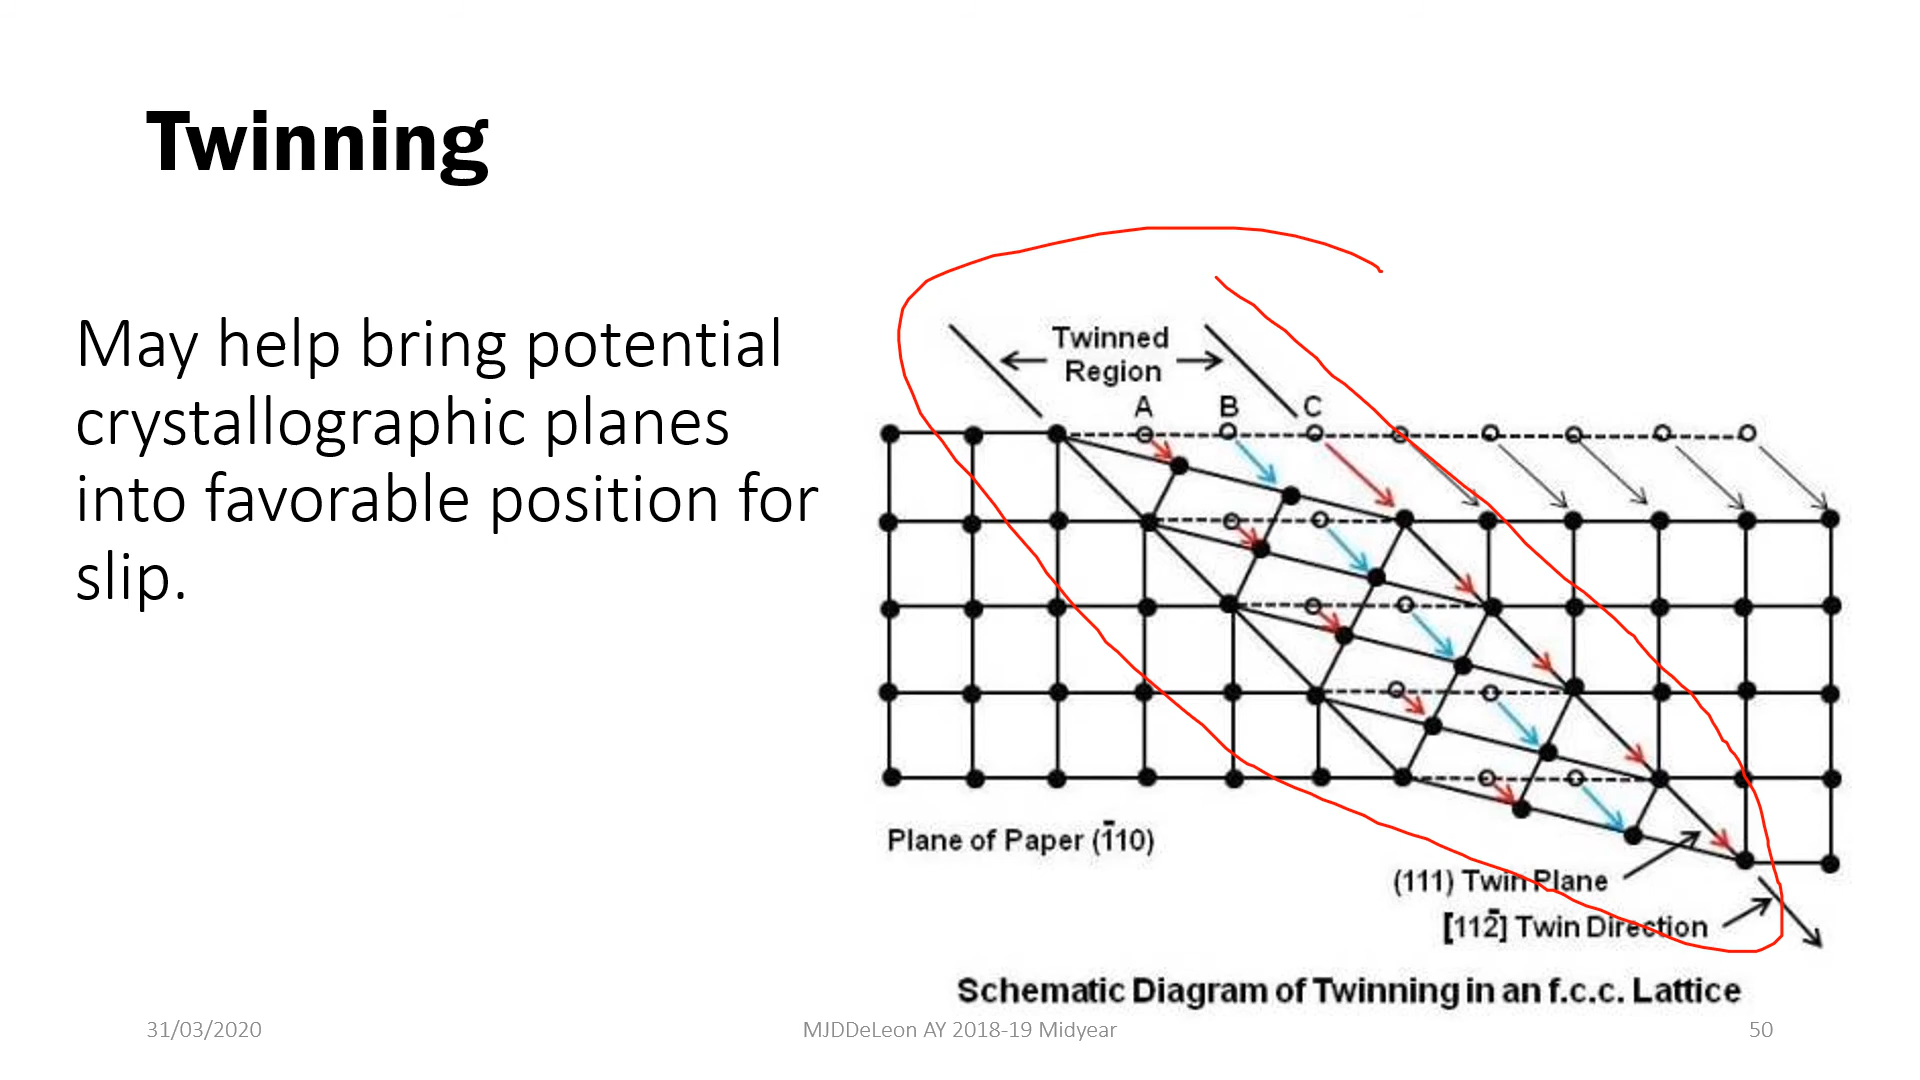 Twinning
May help bring potential
crystallographic planes
into favorable position for
slip.
Twinned
Region
A B C
Plane of Paper (1̄10)
(111) Twin Plane
[112̄] Twin Direction
Schematic Diagram of Twinning in an f.c.c. Lattice
31/03/2020 MJDDeLeon AY 2018-19 Midyear 50